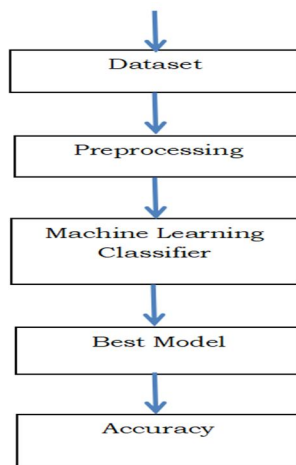 Dataset
Preprocessing
Machine Learning
Classifier
Best Model
Accuracy